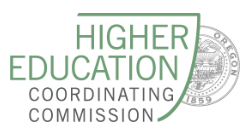 HIGHER
EDUCATION
COORDINATING
COMMISSION
OREGON
1859